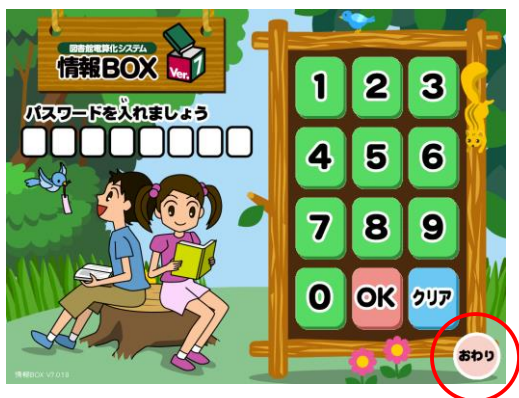 図書館電算化システム
情報BOX Ver.7
パスワードを入れましょう
い
1 2 3
4 5 6
7 8 9
0 OK クリア
おわり
情報BOX V7.018